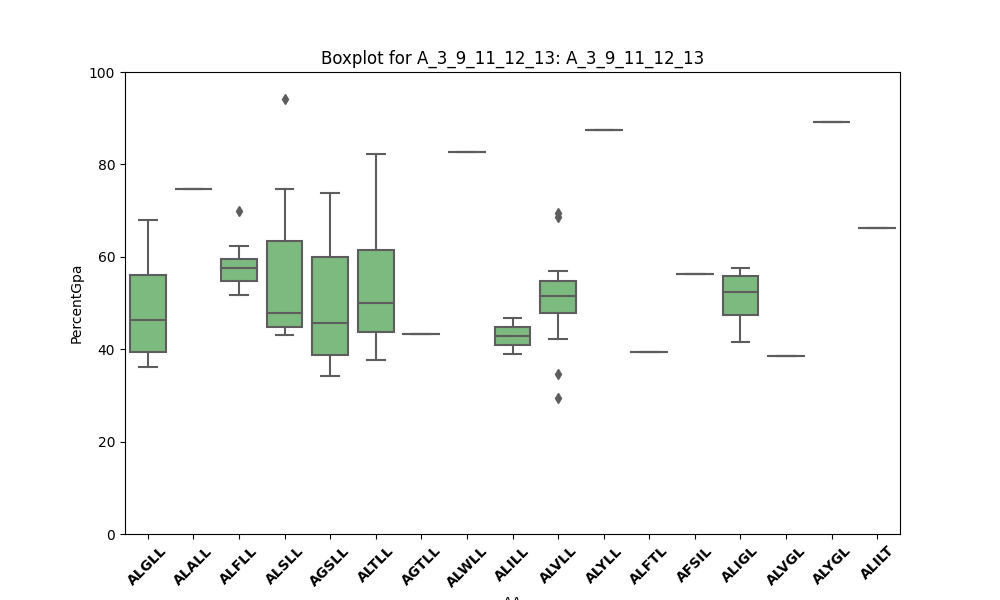 Boxplot for A_3_9_11_12_13: A_3_9_11_12_13
PercentGpa
100
80
60
40
20
0
ALGLL
ALALL
ALFLL
ALSLL
AGSLL
ALTLL
AGTLL
ALWLL
ALILL
ALVLL
ALYLL
ALFTL
AFSIL
ALIGL
ALVGL
ALYGL
ALILT